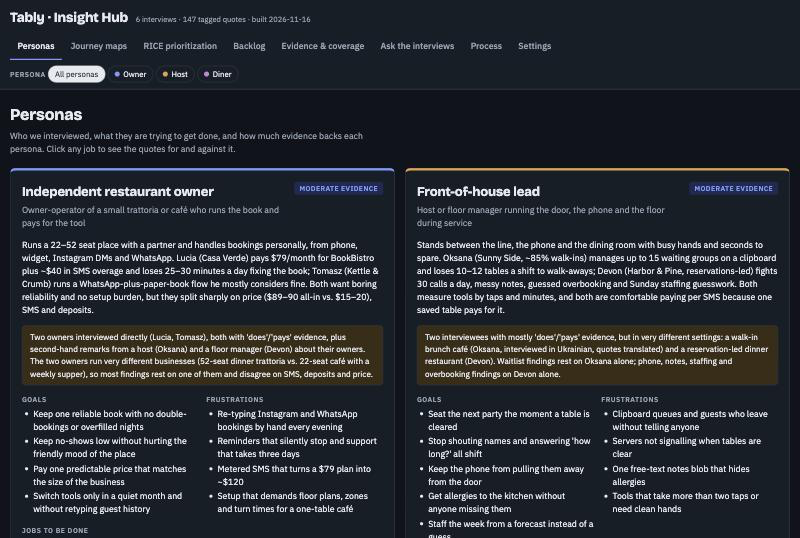 Tably · Insight Hub 6 interviews · 147 tagged quotes · built 2026-11-16
Personas Journey maps RICE prioritization Backlog Evidence & coverage Ask the interviews Process Settings
PERSONA All personas Owner Host Diner
Personas
Who we interviewed, what they are trying to get done, and how much evidence backs each
persona. Click any job to see the quotes for and against it.
Independent restaurant owner MODERATE EVIDENCE
Owner-operator of a small trattoria or café who runs the book and
pays for the tool
Runs a 22–52 seat place with a partner and handles bookings personally, from phone,
widget, Instagram DMs and WhatsApp. Lucia (Casa Verde) pays $79/month for BookBistro
plus ~$40 in SMS overage and loses 25–30 minutes a day fixing the book; Tomasz (Kettle &
Crumb) runs a WhatsApp-plus-paper-book flow he mostly considers fine. Both want boring
reliability and no setup burden, but they split sharply on price ($89–90 all-in vs. $15–20),
SMS and deposits.
Two owners interviewed directly (Lucia, Tomasz), both with 'does'/'pays' evidence, plus
second-hand remarks from a host (Oksana) and a floor manager (Devon) about their owners.
The two owners run very different businesses (52-seat dinner trattoria vs. 22-seat café with a
weekly supper), so most findings rest on one of them and disagree on SMS, deposits and price.
GOALS
Keep one reliable book with no double-
bookings or overfilled nights
Keep no-shows low without hurting the
friendly mood of the place
Pay one predictable price that matches
the size of the business
Switch tools only in a quiet month and
without retyping guest history
FRUSTRATIONS
Re-typing Instagram and WhatsApp
bookings by hand every evening
Reminders that silently stop and support
that takes three days
Metered SMS that turns a $79 plan into
~$120
Setup that demands floor plans, zones
and turn times for a one-table café
JOBS TO BE DONE
Front-of-house lead MODERATE EVIDENCE
Host or floor manager running the door, the phone and the floor
during service
Stands between the line, the phone and the dining room with busy hands and seconds to
spare. Oksana (Sunny Side, ~85% walk-ins) manages up to 15 waiting groups on a clipboard
and loses 10–12 tables a shift to walk-aways; Devon (Harbor & Pine, reservations-led) fights
30 calls a day, messy notes, guessed overbooking and Sunday staffing guesswork. Both
measure tools by taps and minutes, and both are comfortable paying per SMS because one
saved table pays for it.
Two interviewees with mostly 'does'/'pays' evidence, but in very different settings: a walk-in
brunch café (Oksana, interviewed in Ukrainian, quotes translated) and a reservation-led dinner
restaurant (Devon). Waitlist findings rest on Oksana alone; phone, notes, staffing and
overbooking findings on Devon alone.
GOALS
Seat the next party the moment a table is
cleared
Stop shouting names and answering 'how
long?' all shift
Keep the phone from pulling them away
from the door
Get allergies to the kitchen without
anyone missing them
Staff the week from a forecast instead of a
guess
FRUSTRATIONS
Clipboard queues and guests who leave
without telling anyone
Servers not signalling when tables are
clear
One free-text notes blob that hides
allergies
Tools that take more than two taps or
need clean hands